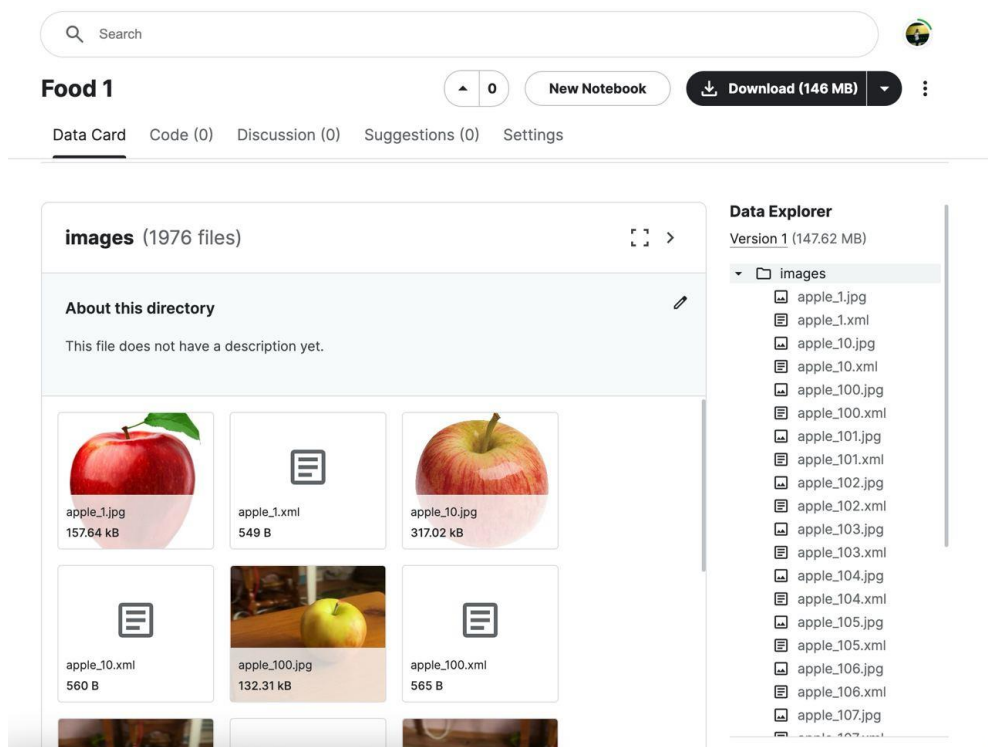 Search
Food 1
0
New Notebook
Download (146 MB)
Data Card
Code (0)
Discussion (0)
Suggestions (0)
Settings
images (1976 files)
About this directory
This file does not have a description yet.
apple_1.jpg
157.64 kB
apple_1.xml
549 B
apple_10.jpg
317.02 kB
apple_10.xml
560 B
apple_100.jpg
132.31 kB
apple_100.xml
565 B
Data Explorer
Version 1 (147.62 MB)
images
apple_1.jpg
apple_1.xml
apple_10.jpg
apple_10.xml
apple_100.jpg
apple_100.xml
apple_101.jpg
apple_101.xml
apple_102.jpg
apple_102.xml
apple_103.jpg
apple_103.xml
apple_104.jpg
apple_104.xml
apple_105.jpg
apple_105.xml
apple_106.jpg
apple_106.xml
apple_107.jpg